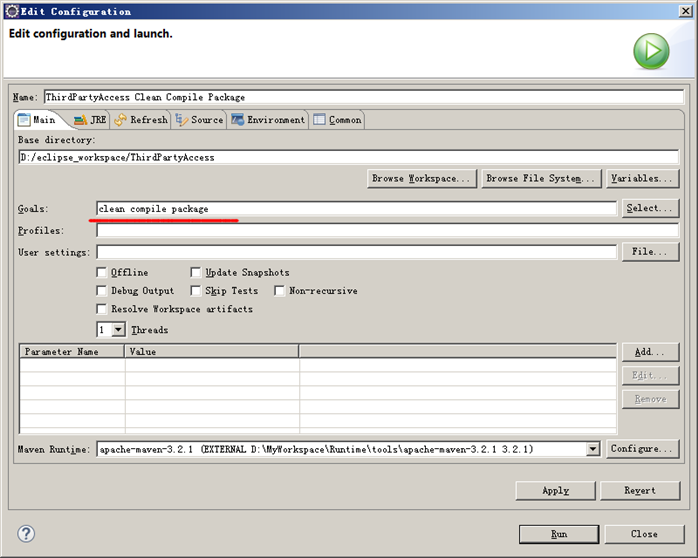 Edit Configuration
Edit configuration and launch.
Name: ThirdPartyAccess Clean Compile Package
Main JRE Refresh Source Environment Common
Base directory:
D:/eclipse_workspace/ThirdPartyAccess
Browse Workspace... Browse File System... Variables...
Goals: clean compile package Select...
Profiles:
User settings: File...
Offline Update Snapshots
Debug Output Skip Tests Non-recursive
Resolve Workspace artifacts
1 Threads
Parameter Name Value Add...
Edit...
Remove
Maven Runtime: apache-maven-3.2.1 (EXTERNAL D:\MyWorkspace\Runtime\tools\apache-maven-3.2.1 3.2.1) Configure...
Apply Revert
? Run Close